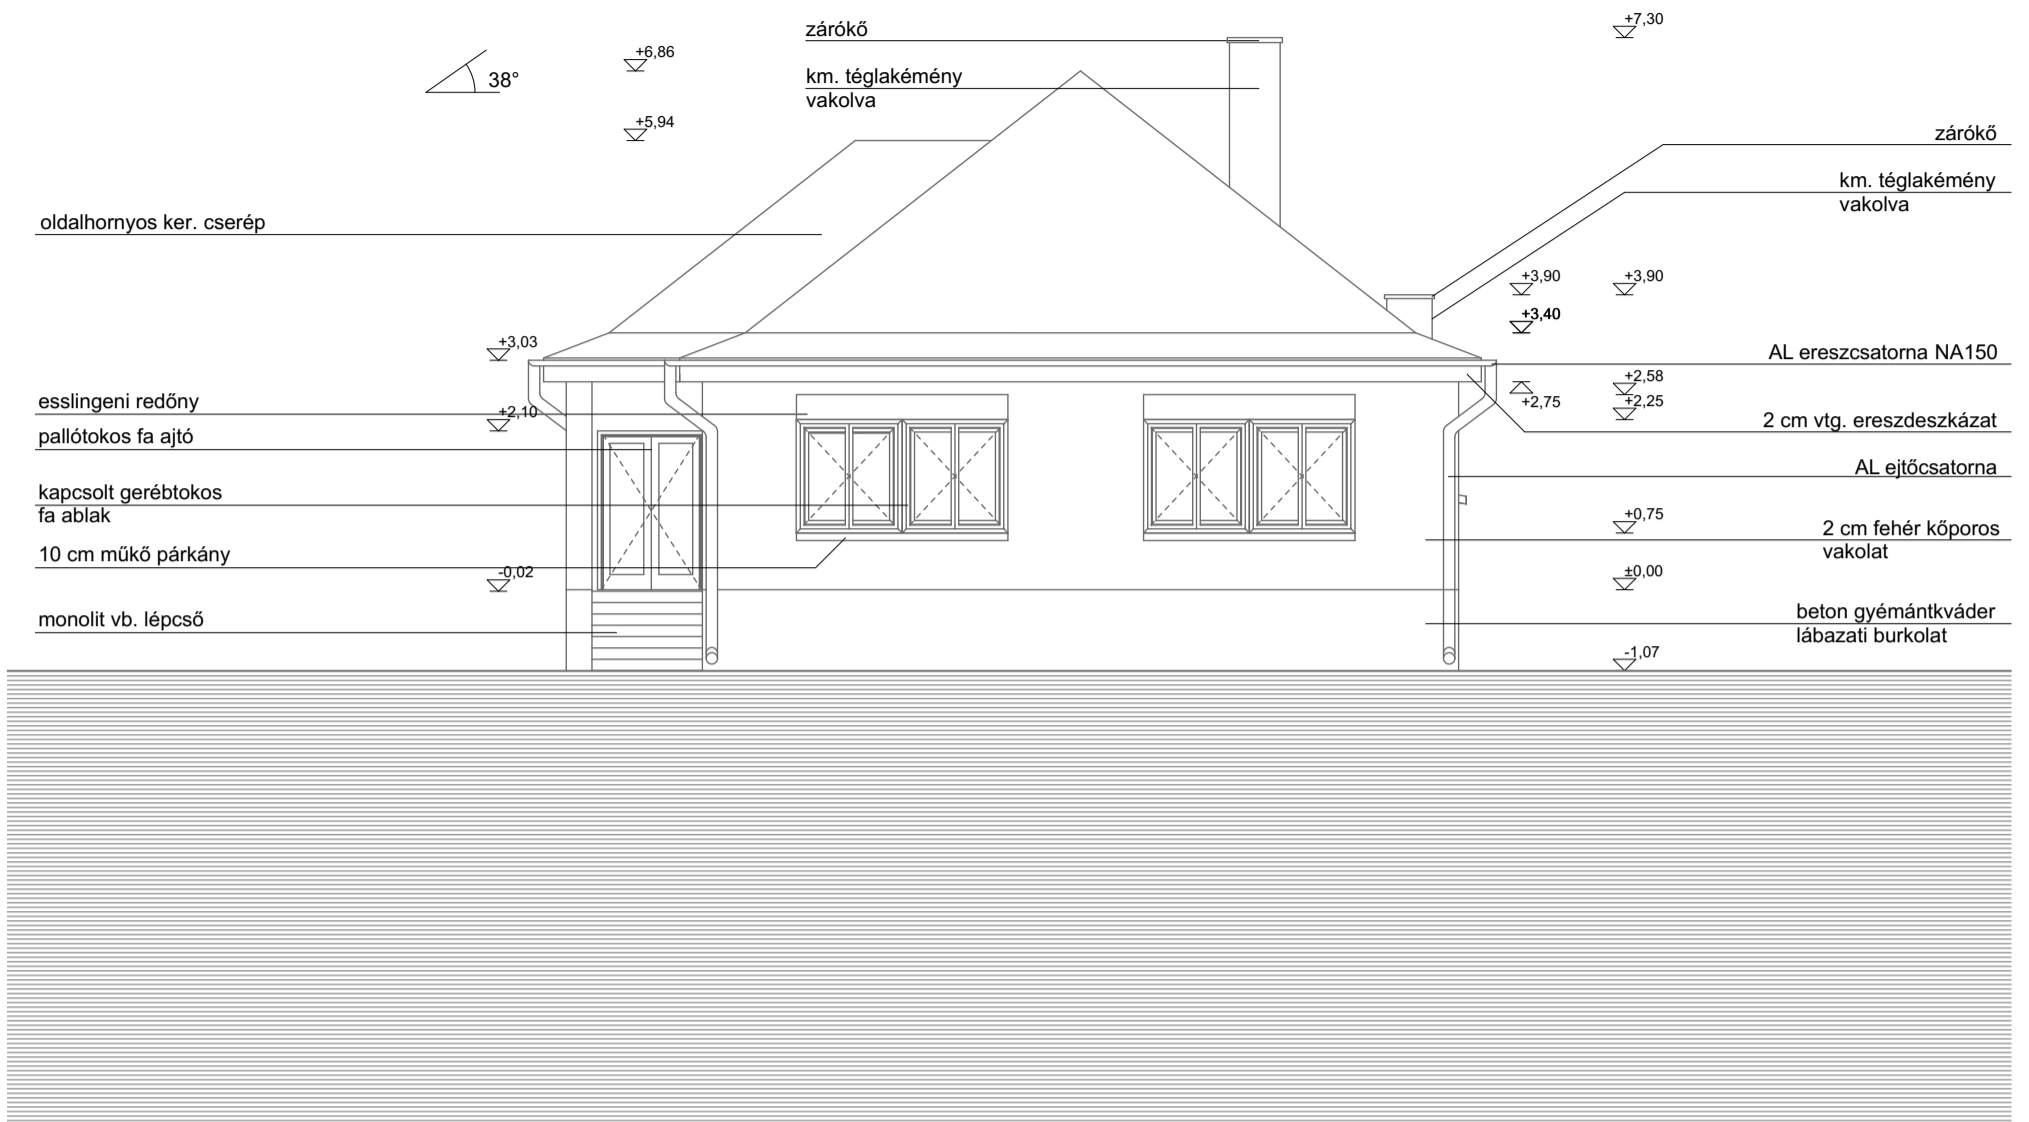 zárókő
+7,30
+6,86
38°
km. téglakémény
vakolva
+5,94
zárókő
km. téglakémény
vakolva
oldalhornyos ker. cserép
+3,90
+3,90
+3,40
+3,03
AL ereszcsatorna NA150
+2,58
+2,75
+2,25
esslingeni redőny
+2,10
2 cm vtg. ereszdeszkázat
pallótokos fa ajtó
AL ejtőcsatorna
kapcsolt gerébtokos
fa ablak
+0,75
2 cm fehér kőporos
vakolat
10 cm műkő párkány
-0,02
±0,00
monolit vb. lépcső
beton gyémántkváder
lábazati burkolat
-1,07